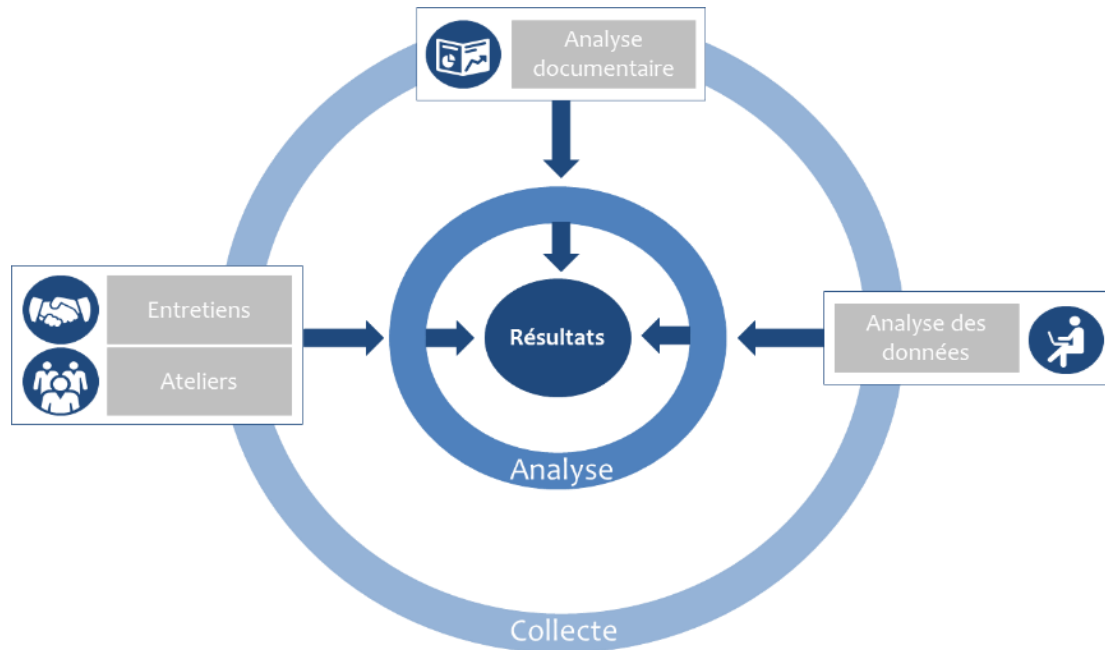 Analyse
documentaire
Entretiens
Ateliers
Résultats
Analyse des
données
Analyse
Collecte